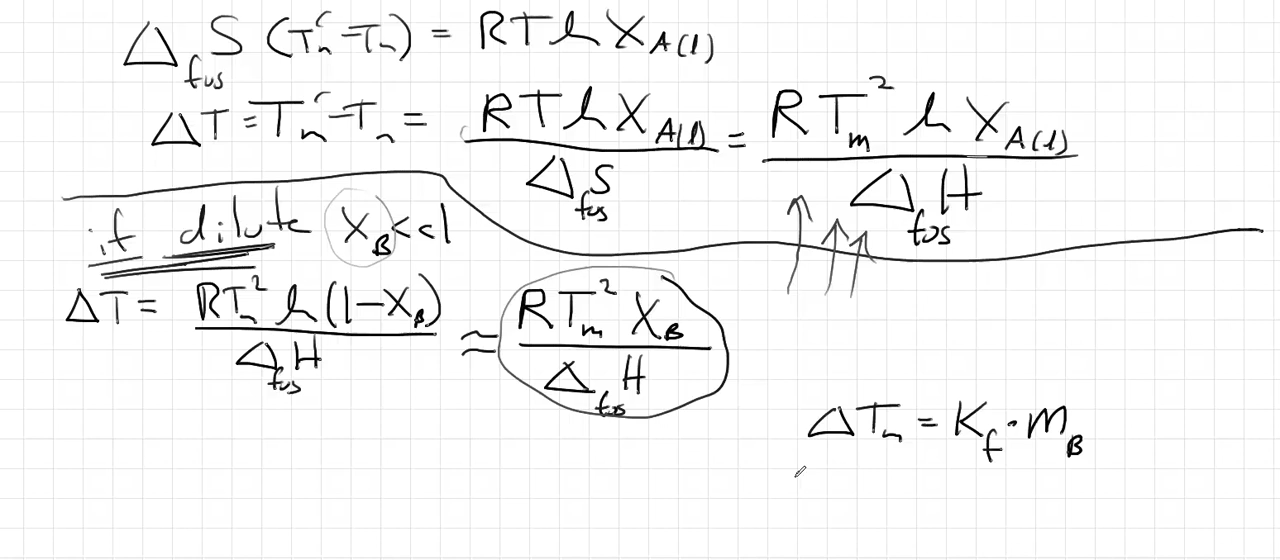 Δ_fus S (T_m′ - T_m) = RT ln X_A(l)
ΔT = T_m′ - T_m = RT ln X_A(l) / Δ_fus S = R T_m² ln X_A(l) / Δ_fus H
if dilute X_B << 1
ΔT = RT_m² ln(1-X_B) / Δ_fus H ≈ RT_m² X_B / Δ_fus H
ΔT_m = K_f · m_B